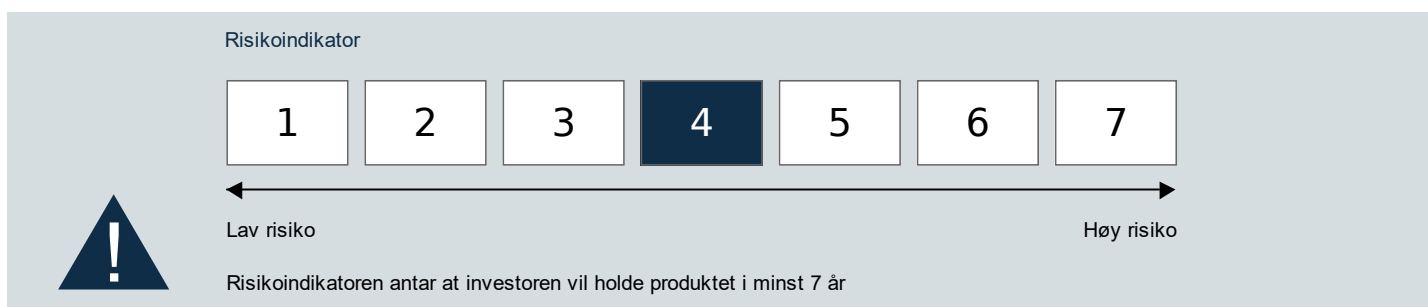 Risikoindikator
1 2 3 4 5 6 7
Lav risiko Høy risiko
!
Risikoindikatoren antar at investoren vil holde produktet i minst 7 år